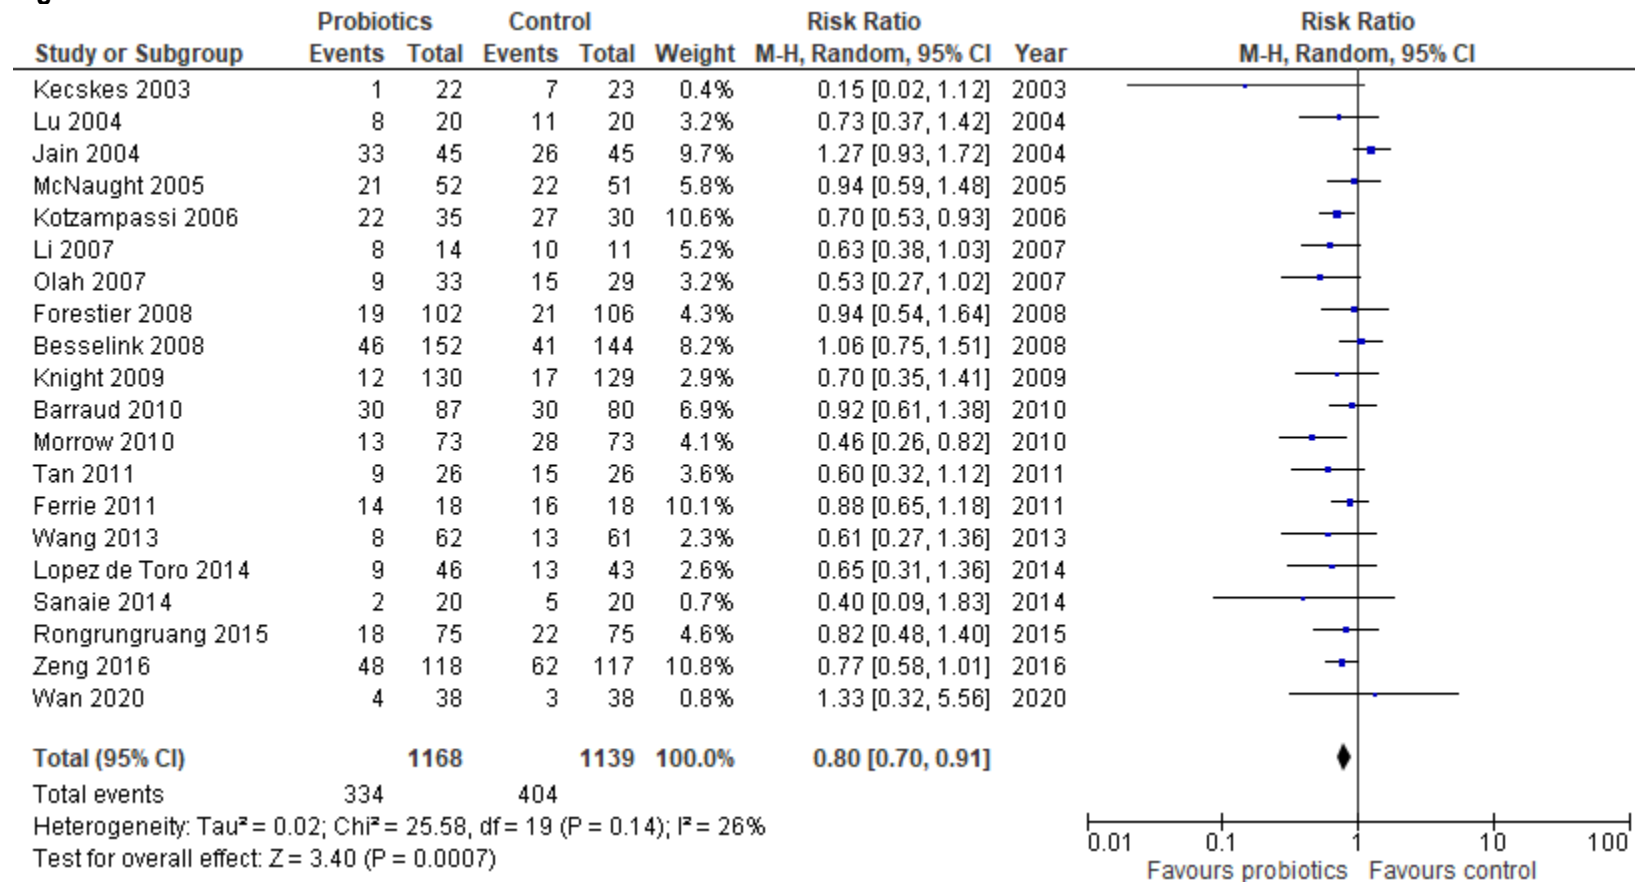 Probiotics Control Risk Ratio Risk Ratio
Study or Subgroup Events Total Events Total Weight M-H, Random, 95% CI Year M-H, Random, 95% CI
Kecskes 2003 1 22 7 23 0.4% 0.15 [0.02, 1.12] 2003
Lu 2004 8 20 11 20 3.2% 0.73 [0.37, 1.42] 2004
Jain 2004 33 45 26 45 9.7% 1.27 [0.93, 1.72] 2004
McNaught 2005 21 52 22 51 5.8% 0.94 [0.59, 1.48] 2005
Kotzampassi 2006 22 35 27 30 10.6% 0.70 [0.53, 0.93] 2006
Li 2007 8 14 10 11 5.2% 0.63 [0.38, 1.03] 2007
Olah 2007 9 33 15 29 3.2% 0.53 [0.27, 1.02] 2007
Forestier 2008 19 102 21 106 4.3% 0.94 [0.54, 1.64] 2008
Besselink 2008 46 152 41 144 8.2% 1.06 [0.75, 1.51] 2008
Knight 2009 12 130 17 129 2.9% 0.70 [0.35, 1.41] 2009
Barraud 2010 30 87 30 80 6.9% 0.92 [0.61, 1.38] 2010
Morrow 2010 13 73 28 73 4.1% 0.46 [0.26, 0.82] 2010
Tan 2011 9 26 15 26 3.6% 0.60 [0.32, 1.12] 2011
Ferrie 2011 14 18 16 18 10.1% 0.88 [0.65, 1.18] 2011
Wang 2013 8 62 13 61 2.3% 0.61 [0.27, 1.36] 2013
Lopez de Toro 2014 9 46 13 43 2.6% 0.65 [0.31, 1.36] 2014
Sanaie 2014 2 20 5 20 0.7% 0.40 [0.09, 1.83] 2014
Rongrungruang 2015 18 75 22 75 4.6% 0.82 [0.48, 1.40] 2015
Zeng 2016 48 118 62 117 10.8% 0.77 [0.58, 1.01] 2016
Wan 2020 4 38 3 38 0.8% 1.33 [0.32, 5.56] 2020
Total (95% CI) 1168 1139 100.0% 0.80 [0.70, 0.91]
Total events 334 404
Heterogeneity: Tau² = 0.02; Chi² = 25.58, df = 19 (P = 0.14); I² = 26%
Test for overall effect: Z = 3.40 (P = 0.0007)
0.01 0.1 1 10 100
Favours probiotics Favours control